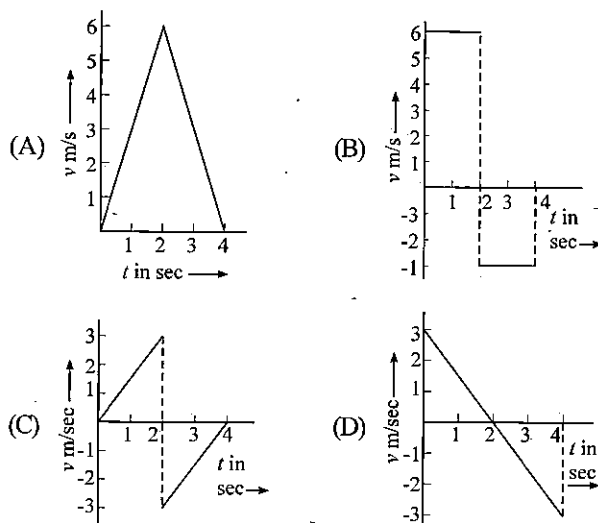 (A)
v m/s
6
5
4
3
2
1
1 2 3 4
t in sec
(B)
v m/s
6
5
4
3
2
1
1 2 3 4
-3
-2
-1
t in
sec
(C)
v m/sec
3
2
1
1 2 3 4
-1
-2
-3
t in
sec
(D)
v m/sec
3
2
1
1 2 3 4
-1
-2
-3
t in
sec